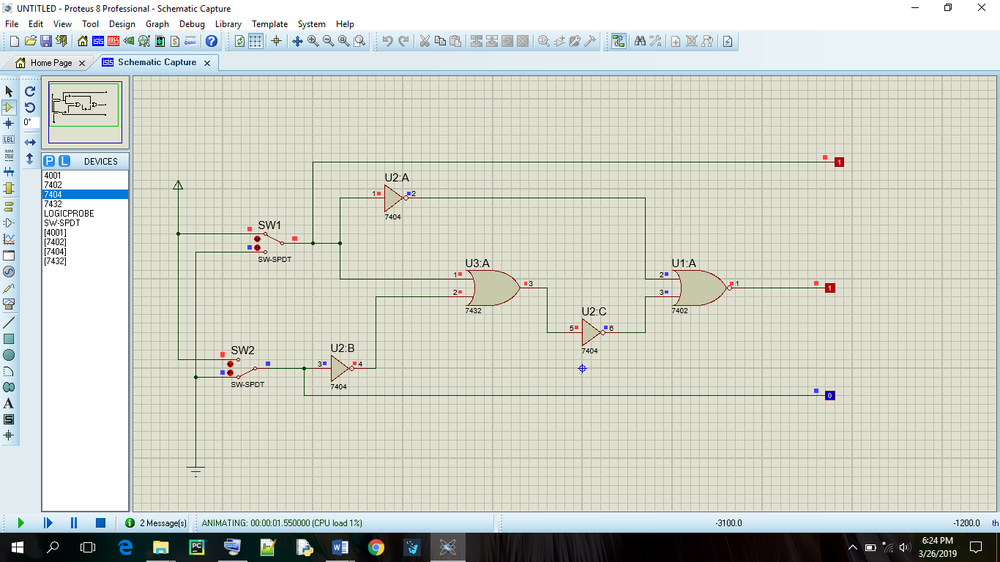 UNTITLED - Proteus 8 Professional - Schematic Capture
File Edit View Tool Design Graph Debug Library Template System Help
Home Page
Schematic Capture
0°
P L DEVICES
4001
7402
7404
7432
LOGICPROBE
SW-SPDT
[4001]
[7402]
[7404]
[7432]
LBL
A
S
1
U2:A
1 2
7404
SW1
SW-SPDT
U3:A
1
2
3
7432
U1:A
2
3
1
7402
1
U2:C
5 6
7404
SW2
SW-SPDT
U2:B
3 4
7404
0
2 Message(s)
ANIMATING: 00:00:01.550000 (CPU load 1%)
-3100.0
-1200.0
th
6:24 PM
3/26/2019